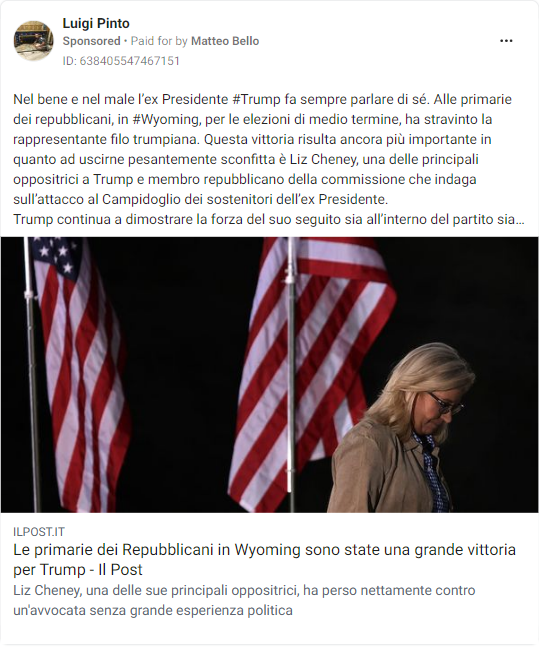 Luigi Pinto
Sponsored • Paid for by Matteo Bello
ID: 638405547467151
Nel bene e nel male l'ex Presidente #Trump fa sempre parlare di sé. Alle primarie
dei repubblicani, in #Wyoming, per le elezioni di medio termine, ha stravinto la
rappresentante filo trumpiana. Questa vittoria risulta ancora più importante in
quanto ad uscirne pesantemente sconfitta è Liz Cheney, una delle principali
oppositrici a Trump e membro repubblicano della commissione che indaga
sull'attacco al Campidoglio dei sostenitori dell'ex Presidente.
Trump continua a dimostrare la forza del suo seguito sia all'interno del partito sia...
ILPOST.IT
Le primarie dei Repubblicani in Wyoming sono state una grande vittoria
per Trump - Il Post
Liz Cheney, una delle sue principali oppositrici, ha perso nettamente contro
un'avvocata senza grande esperienza politica